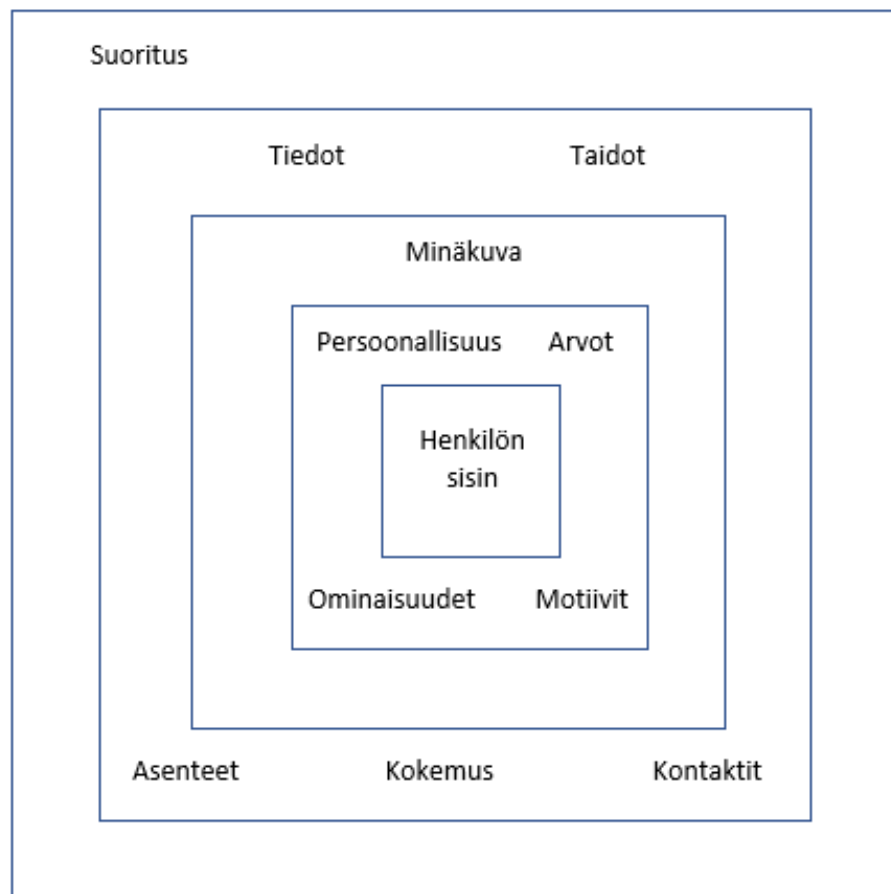 Suoritus
Tiedot Taidot
Minäkuva
Persoonallisuus Arvot
Henkilön
sisin
Ominaisuudet Motiivit
Asenteet Kokemus Kontaktit